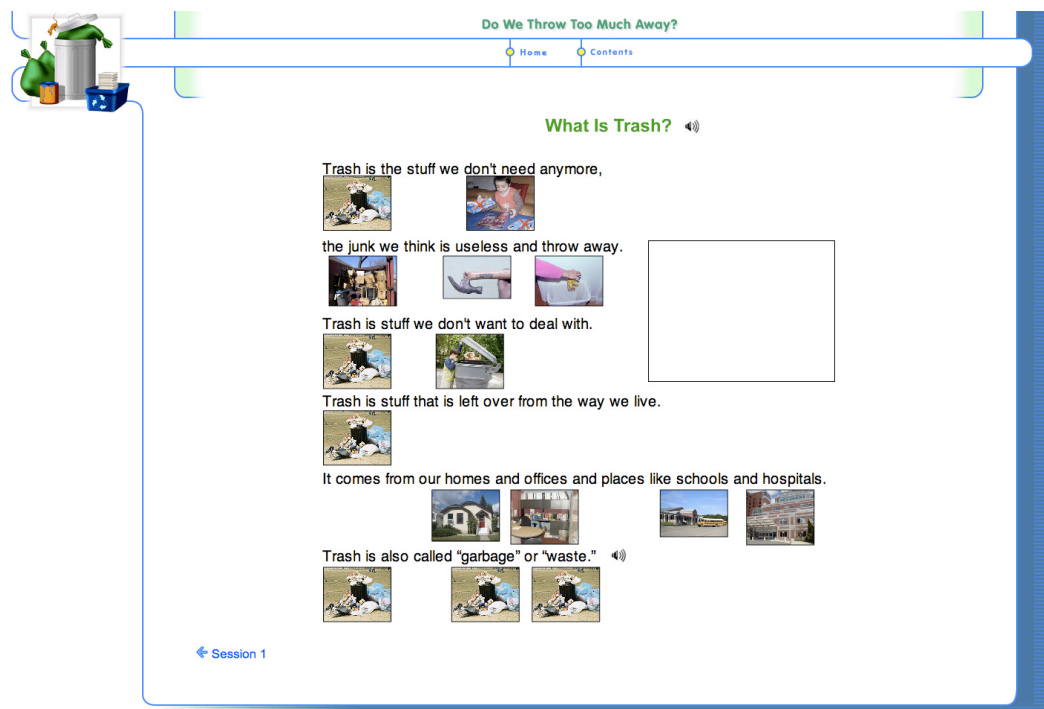 Do We Throw Too Much Away?
Home Contents
What Is Trash?
Trash is the stuff we don't need anymore,
the junk we think is useless and throw away.
Trash is stuff we don't want to deal with.
Trash is stuff that is left over from the way we live.
It comes from our homes and offices and places like schools and hospitals.
Trash is also called “garbage” or “waste.”
Session 1